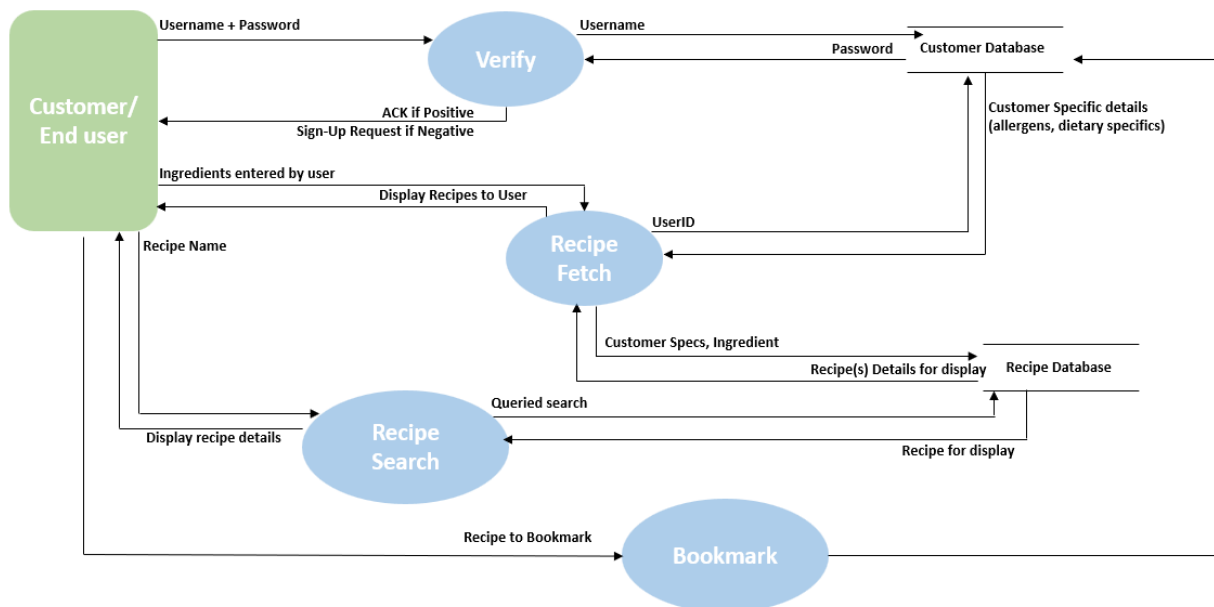 Username + Password
Username
Password
Verify
Customer Database
Customer/
End user
ACK if Positive
Sign-Up Request if Negative
Customer Specific details
(allergens, dietary specifics)
Ingredients entered by user
Display Recipes to User
UserID
Recipe
Fetch
Recipe Name
Customer Specs, Ingredient
Recipe(s) Details for display
Recipe Database
Queried search
Display recipe details
Recipe
Search
Recipe for display
Recipe to Bookmark
Bookmark